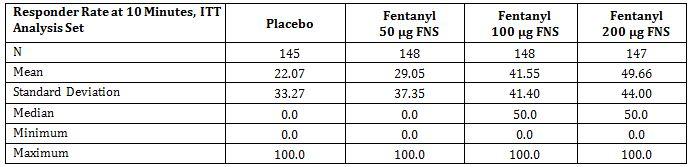 Responder Rate at 10 Minutes, ITT Analysis Set | Placebo | Fentanyl 50 µg FNS | Fentanyl 100 µg FNS | Fentanyl 200 µg FNS
N 145 148 148 147
Mean 22.07 29.05 41.55 49.66
Standard Deviation 33.27 37.35 41.40 44.00
Median 0.0 0.0 50.0 50.0
Minimum 0.0 0.0 0.0 0.0
Maximum 100.0 100.0 100.0 100.0